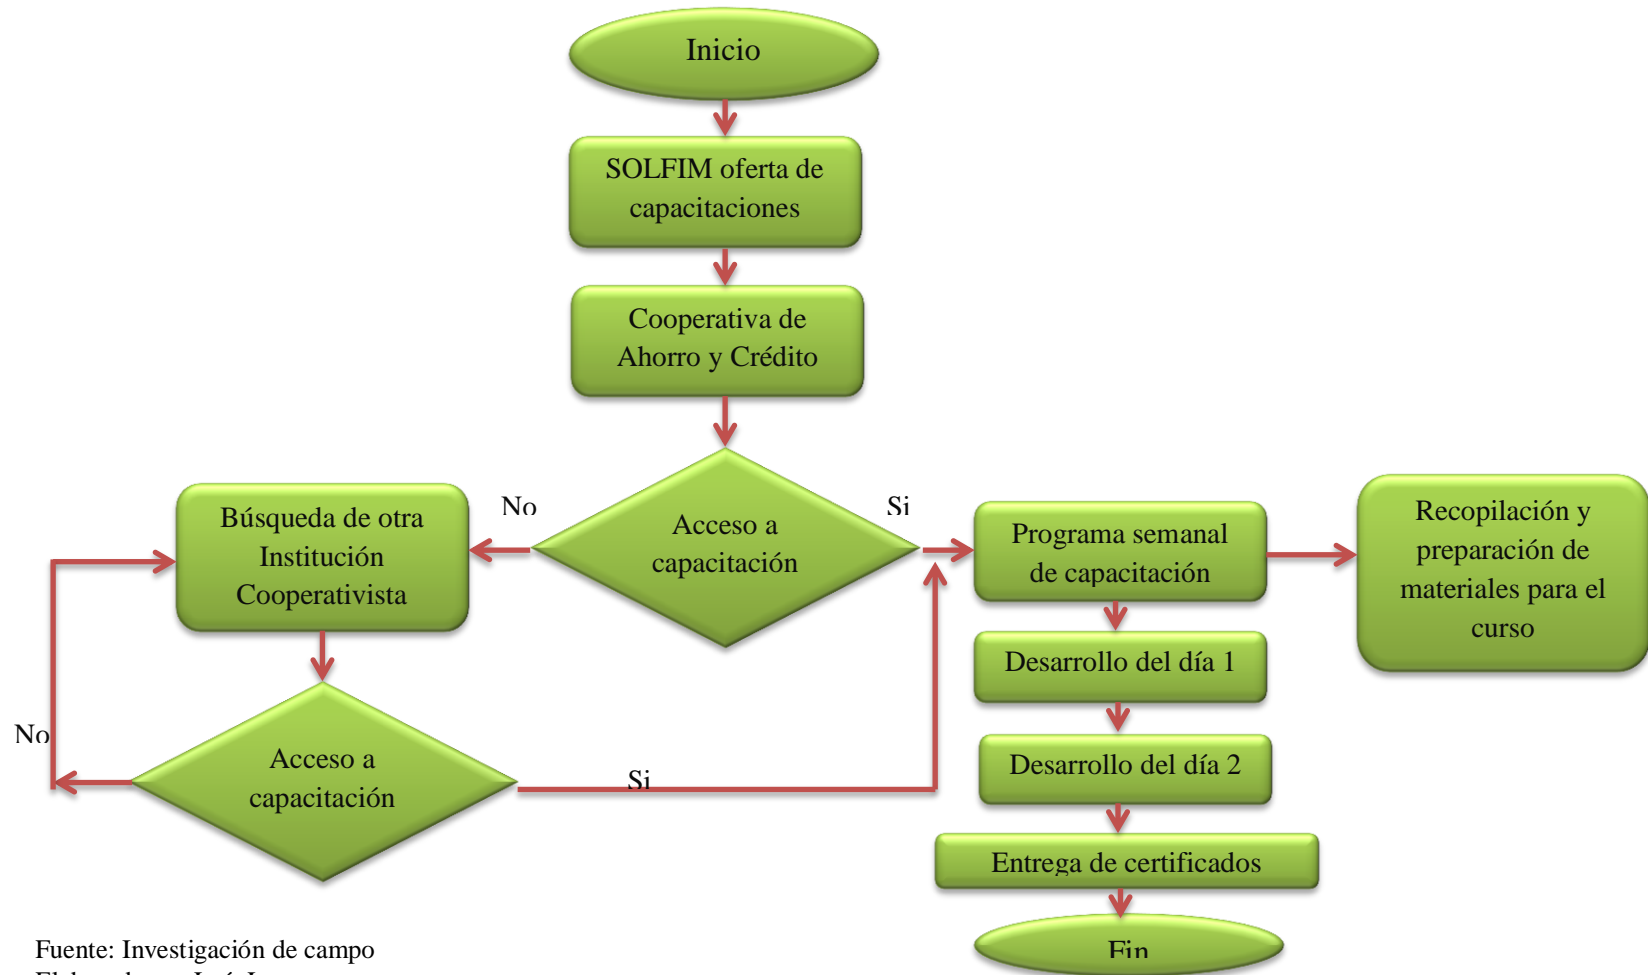 Inicio
SOLFIM oferta de
capacitaciones
Cooperativa de
Ahorro y Crédito
Acceso a
capacitación
No
Si
Búsqueda de otra
Institución
Cooperativista
Programa semanal
de capacitación
Recopilación y
preparación de
materiales para el
curso
Desarrollo del día 1
Acceso a
capacitación
No
Si
Desarrollo del día 2
Entrega de certificados
Fin
Fuente: Investigación de campo